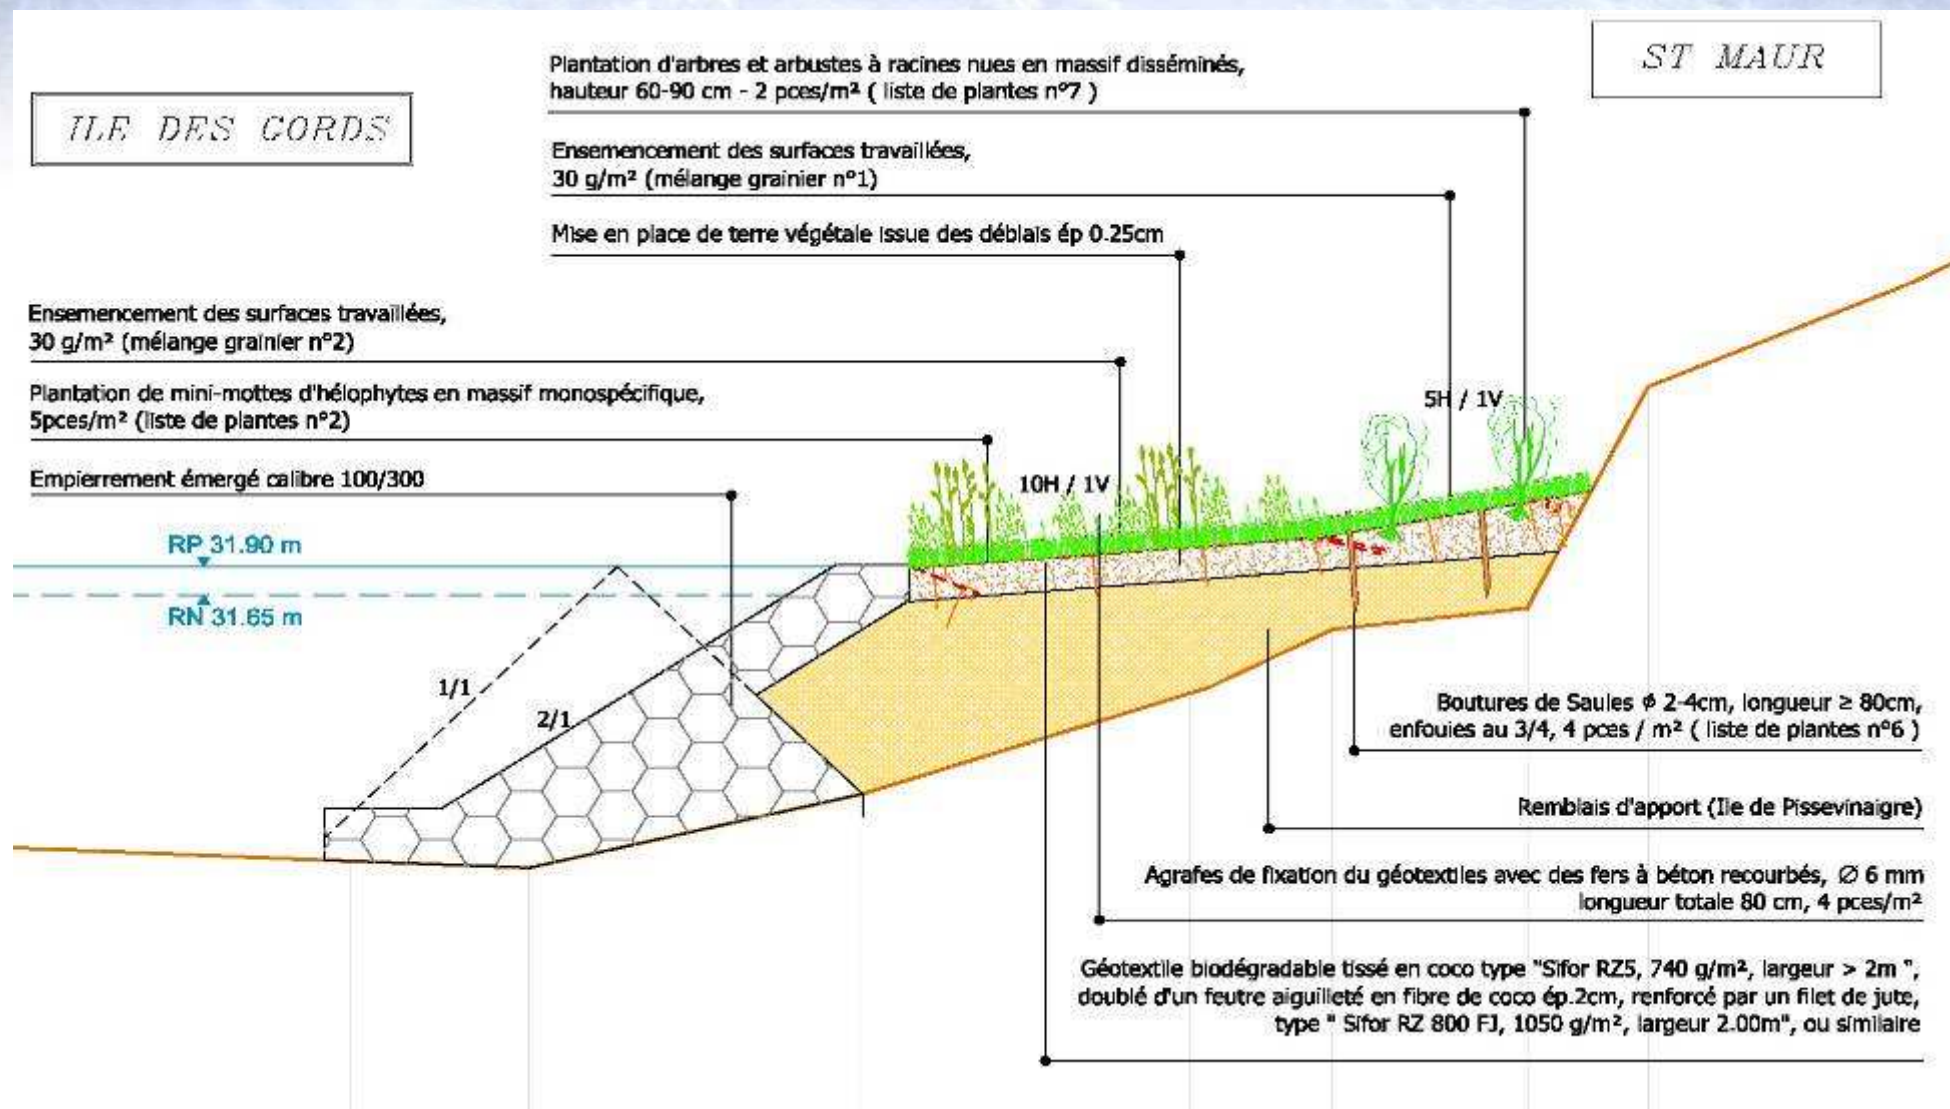 ILE DES GORDS
ST MAUR
Plantation d'arbres et arbustes à racines nues en massif disséminés,
hauteur 60-90 cm - 2 pces/m² ( liste de plantes n°7 )
Ensemencement des surfaces travaillées,
30 g/m² (mélange grainier n°1)
Mise en place de terre végétale issue des déblais ép 0.25cm
Ensemencement des surfaces travaillées,
30 g/m² (mélange grainier n°2)
Plantation de mini-mottes d'hélophytes en massif monospécifique,
5pces/m² (liste de plantes n°2)
Empierrement émergé calibre 100/300
5H / 1V
10H / 1V
RP 31.90 m
RN 31.65 m
1/1
2/1
Boutures de Saules ϕ 2-4cm, longueur ≥ 80cm,
enfouies au 3/4, 4 pces / m² ( liste de plantes n°6 )
Remblais d'apport (Ile de Pissevinaigre)
Agrafes de fixation du géotextiles avec des fers à béton recourbés, ∅ 6 mm
longueur totale 80 cm, 4 pces/m²
Géotextile biodégradable tissé en coco type "Sifor RZ5, 740 g/m², largeur > 2m ",
doublé d'un feutre aiguilleté en fibre de coco ép.2cm, renforcé par un filet de jute,
type " Sifor RZ 800 FJ, 1050 g/m², largeur 2.00m", ou similaire